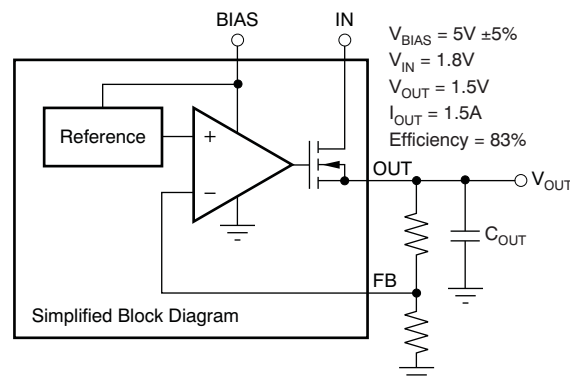 BIAS
IN
V_BIAS = 5V ±5%
V_IN = 1.8V
V_OUT = 1.5V
I_OUT = 1.5A
Efficiency = 83%
Reference
+
−
OUT
V_OUT
C_OUT
FB
Simplified Block Diagram